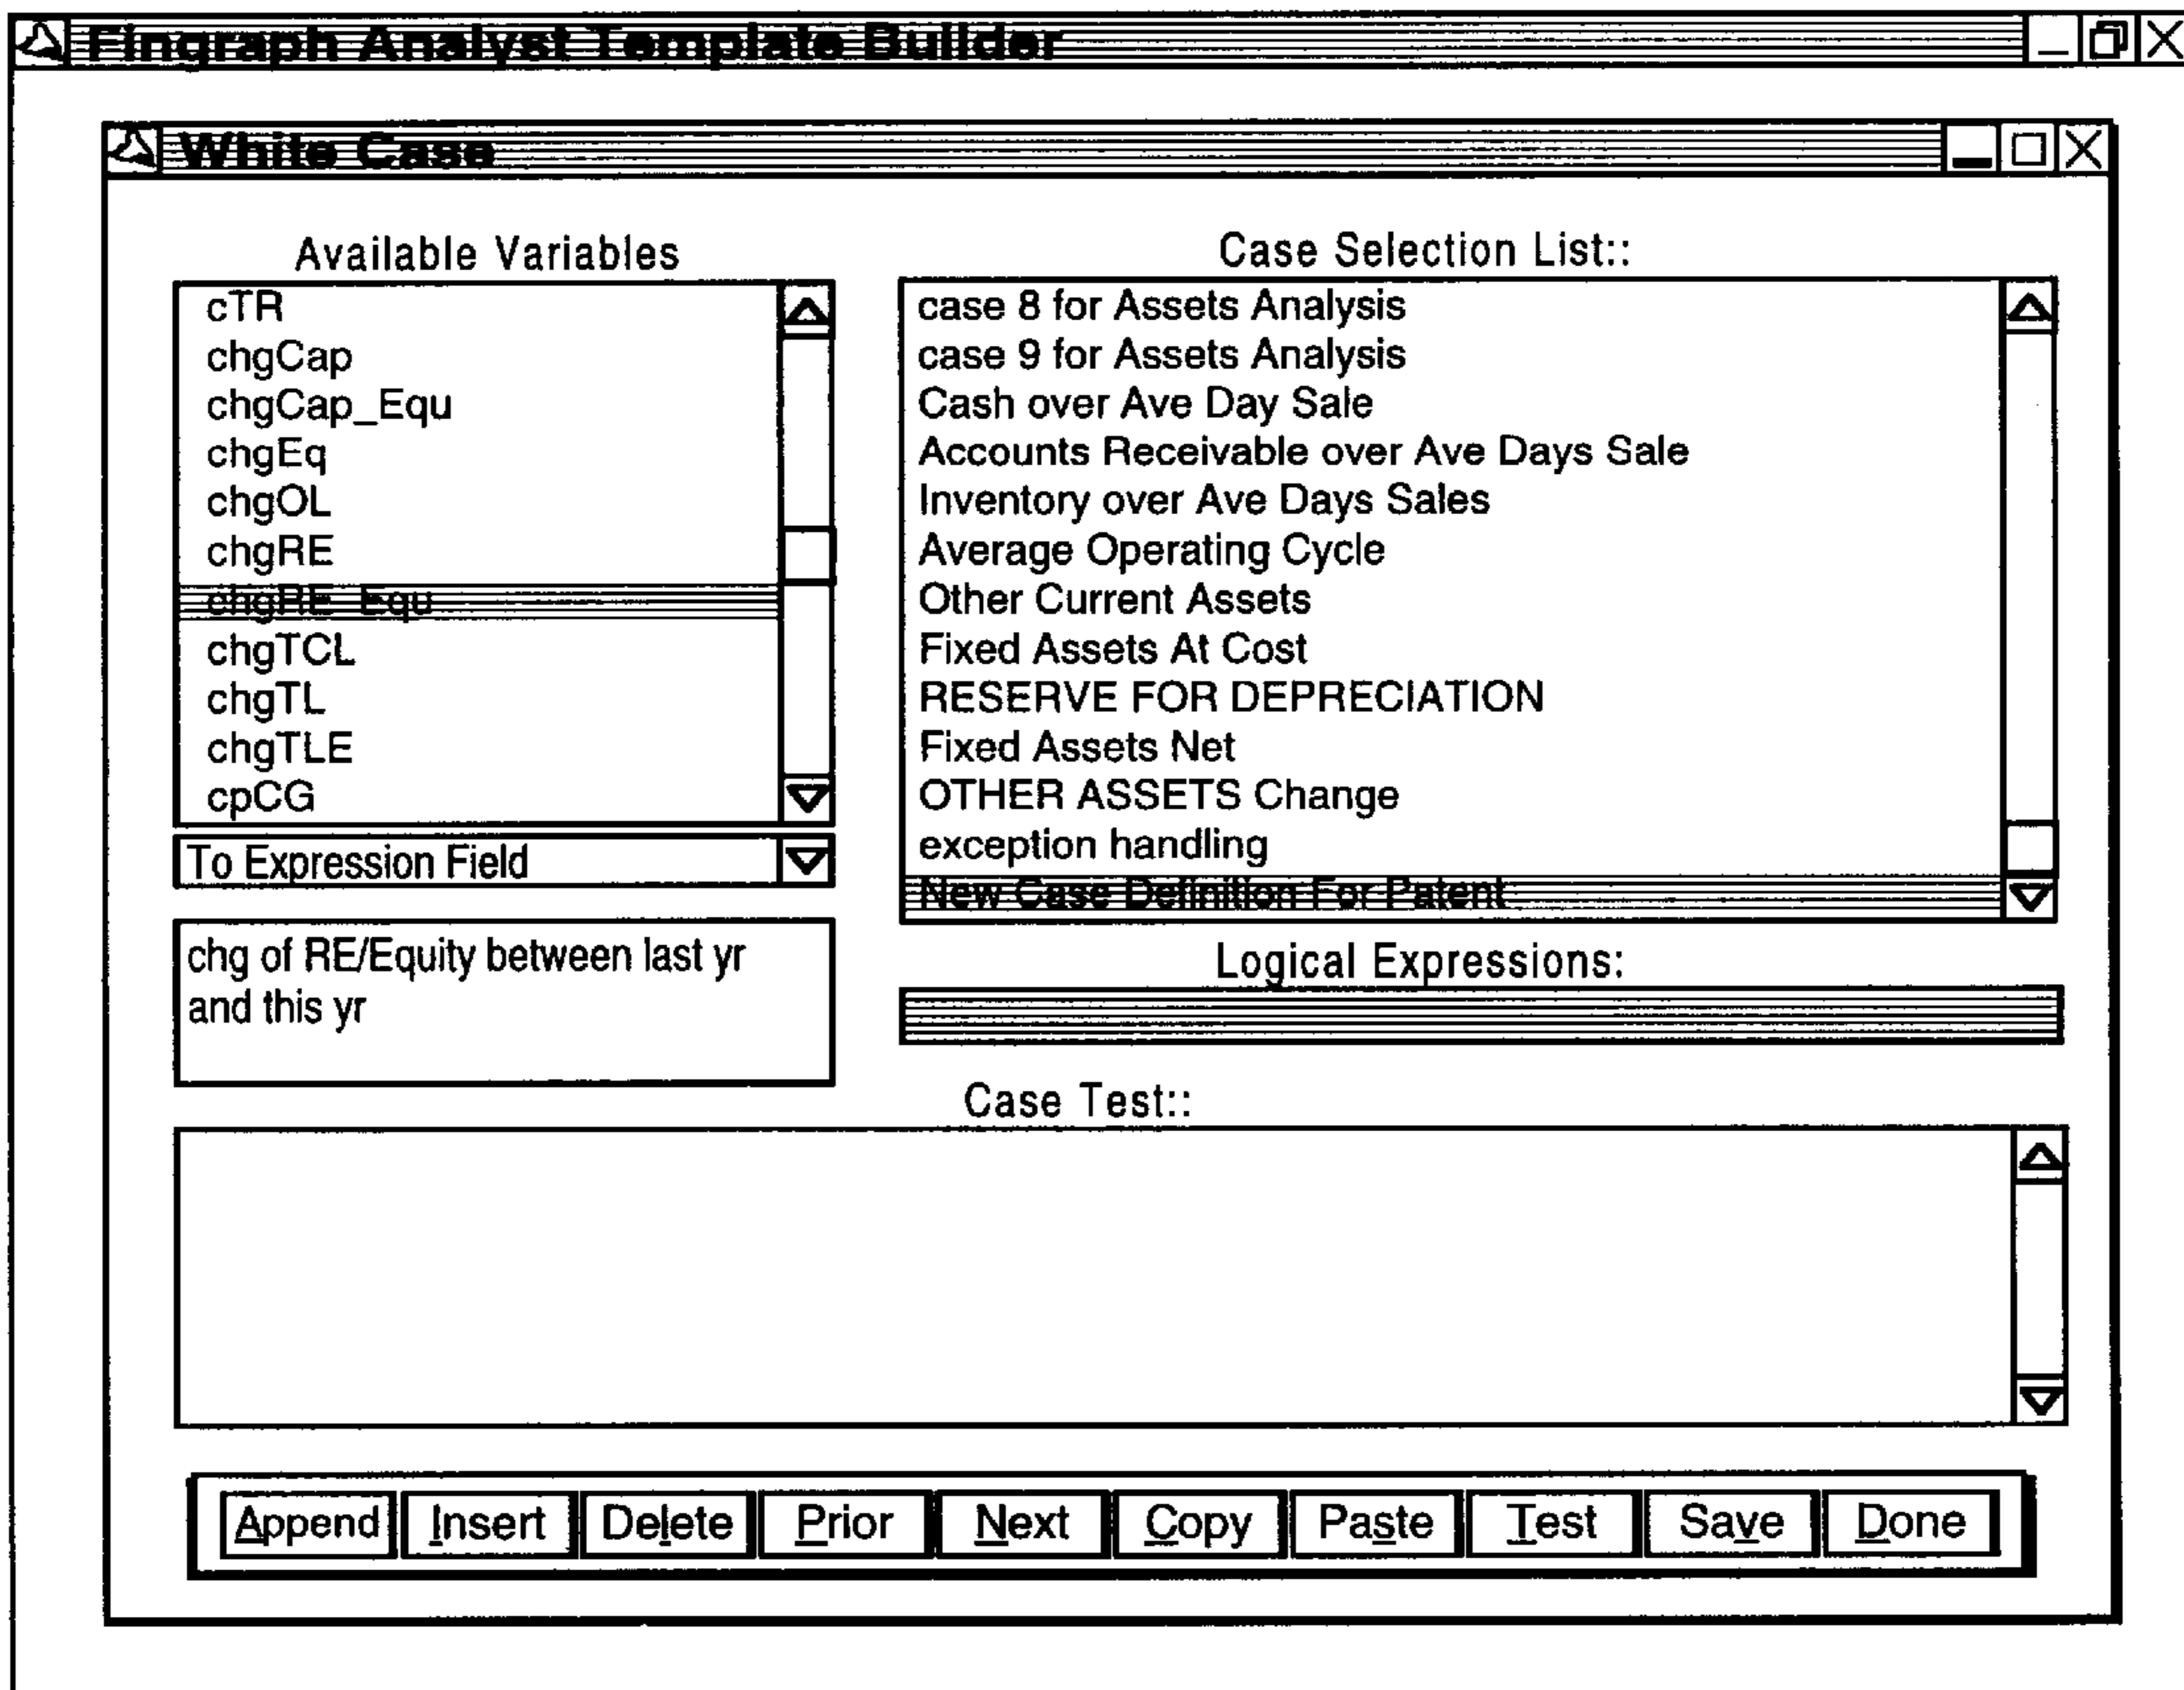 Fingraph Analyst Template Builder
White Case
Available Variables
cTR
chgCap
chgCap_Equ
chgEq
chgOL
chgRE
chgRE_Equ
chgTCL
chgTL
chgTLE
cpCG
To Expression Field
chg of RE/Equity between last yr
and this yr
Case Selection List::
case 8 for Assets Analysis
case 9 for Assets Analysis
Cash over Ave Day Sale
Accounts Receivable over Ave Days Sale
Inventory over Ave Days Sales
Average Operating Cycle
Other Current Assets
Fixed Assets At Cost
RESERVE FOR DEPRECIATION
Fixed Assets Net
OTHER ASSETS Change
exception handling
New Case Definition For Patent
Logical Expressions:
Case Test::
Append Insert Delete Prior Next Copy Paste Test Save Done